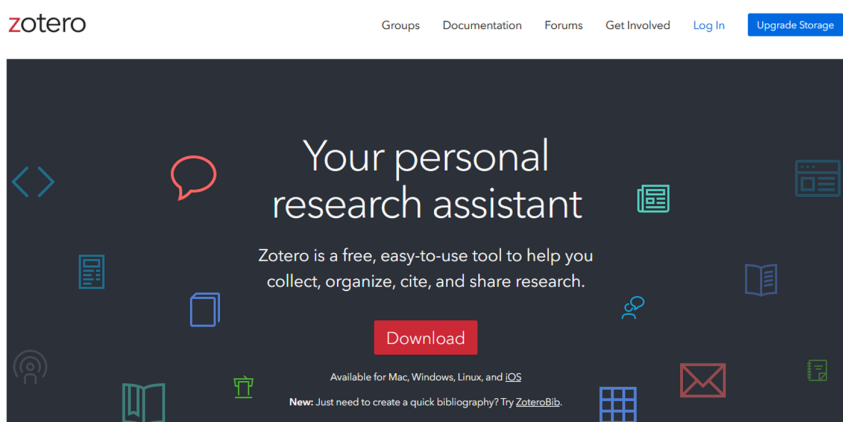 zotero
Groups Documentation Forums Get Involved Log In Upgrade Storage
Your personal
research assistant
Zotero is a free, easy-to-use tool to help you
collect, organize, cite, and share research.
Download
Available for Mac, Windows, Linux, and iOS
New: Just need to create a quick bibliography? Try ZoteroBib.